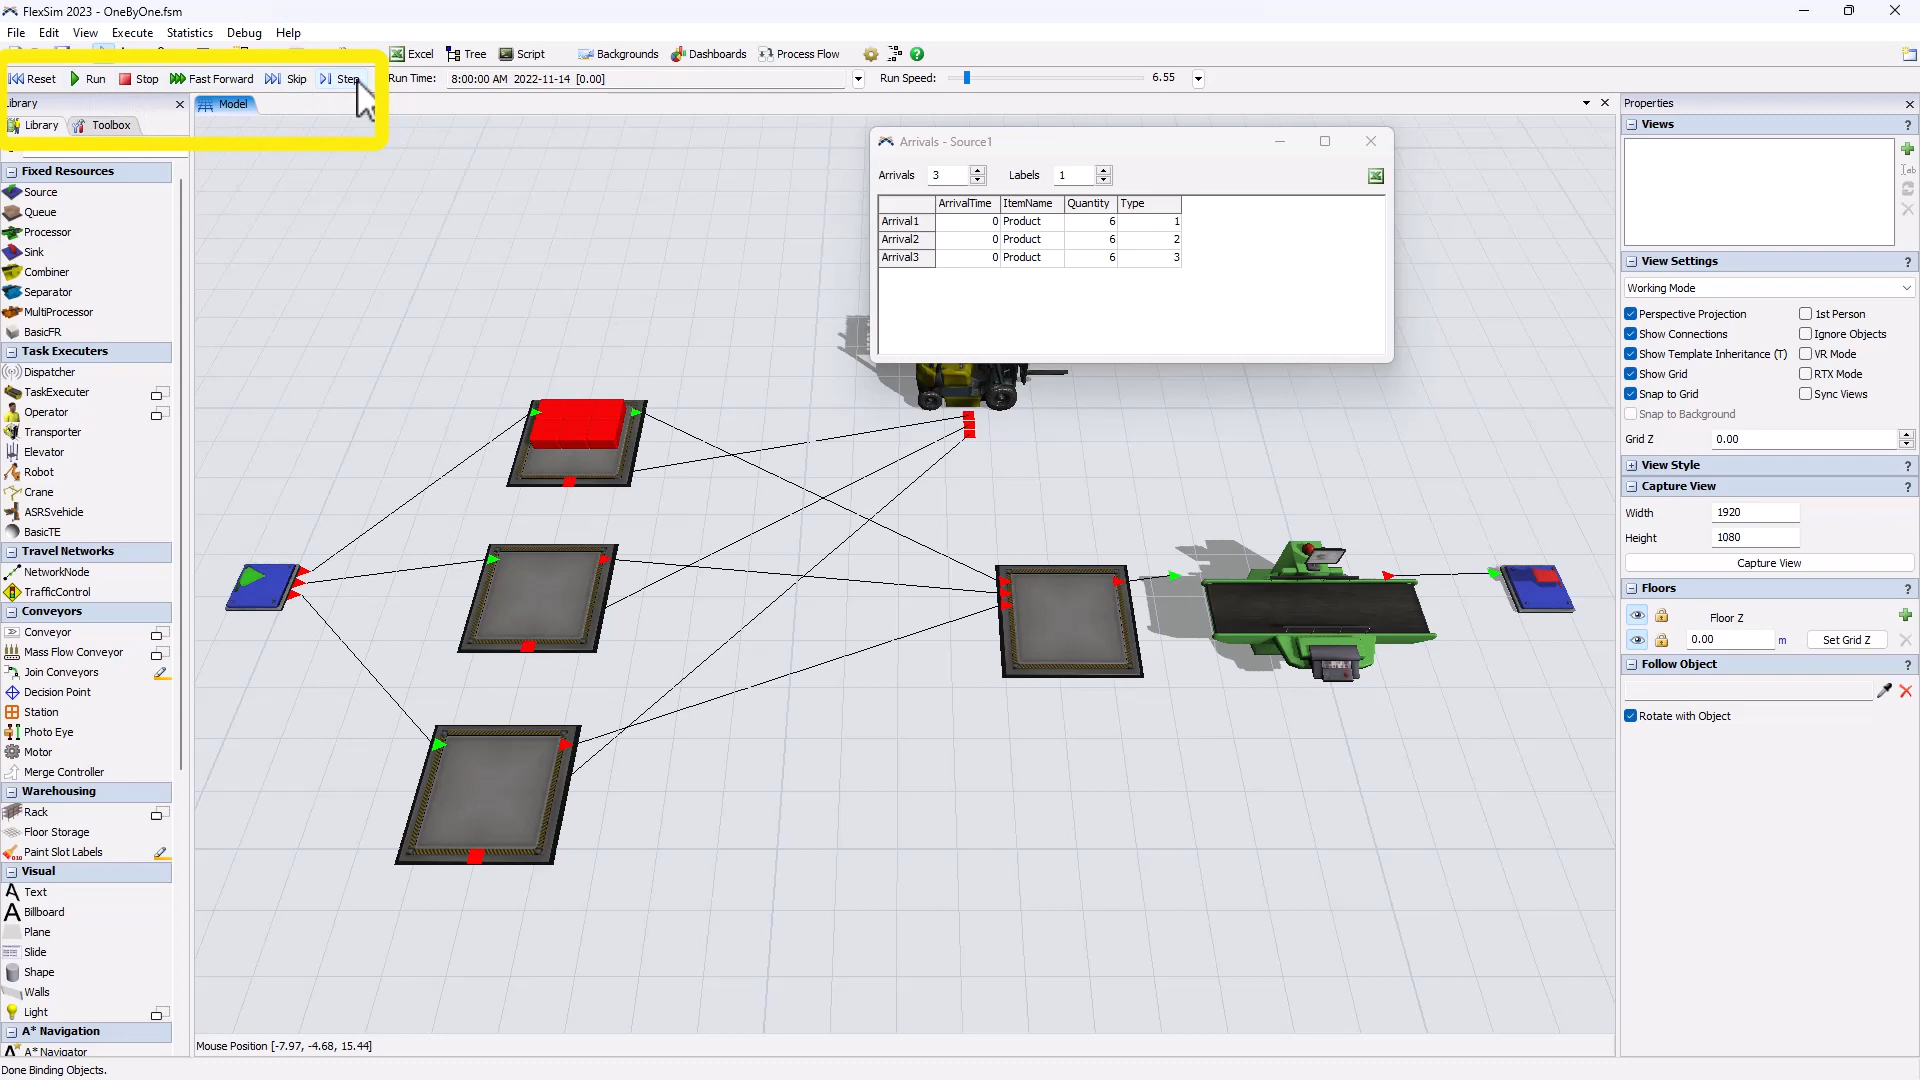 FlexSim 2023 - OneByOne.fsm
File Edit View Execute Statistics Debug Help
Excel Tree Script Backgrounds Dashboards Process Flow
Reset Run Stop Fast Forward Skip Step Run Time: 8:00:00 AM 2022-11-14 [0.00] Run Speed: 6.55
Library
Library Toolbox
Model
Fixed Resources
Source
Queue
Processor
Sink
Combiner
Separator
MultiProcessor
BasicFR
Task Executers
Dispatcher
TaskExecuter
Operator
Transporter
Elevator
Robot
Crane
ASRSvehicle
BasicTE
Travel Networks
NetworkNode
TrafficControl
Conveyors
Conveyor
Mass Flow Conveyor
Join Conveyors
Decision Point
Station
Photo Eye
Motor
Merge Controller
Warehousing
Rack
Floor Storage
Paint Slot Labels
Visual
Text
Billboard
Plane
Slide
Shape
Walls
Light
A* Navigation
A* Navigator
Arrivals - Source1
Arrivals 3 Labels 1
ArrivalTime ItemName Quantity Type
Arrival1 0 Product 6 1
Arrival2 0 Product 6 2
Arrival3 0 Product 6 3
Properties
Views
View Settings
Working Mode
Perspective Projection 1st Person
Show Connections Ignore Objects
Show Template Inheritance (T) VR Mode
Show Grid RTX Mode
Snap to Grid Sync Views
Snap to Background
Grid Z 0.00
View Style
Capture View
Width 1920
Height 1080
Capture View
Floors
Floor Z
0.00 m Set Grid Z
Follow Object
Rotate with Object
Mouse Position [-7.97, -4.68, 15.44]
Done Binding Objects.